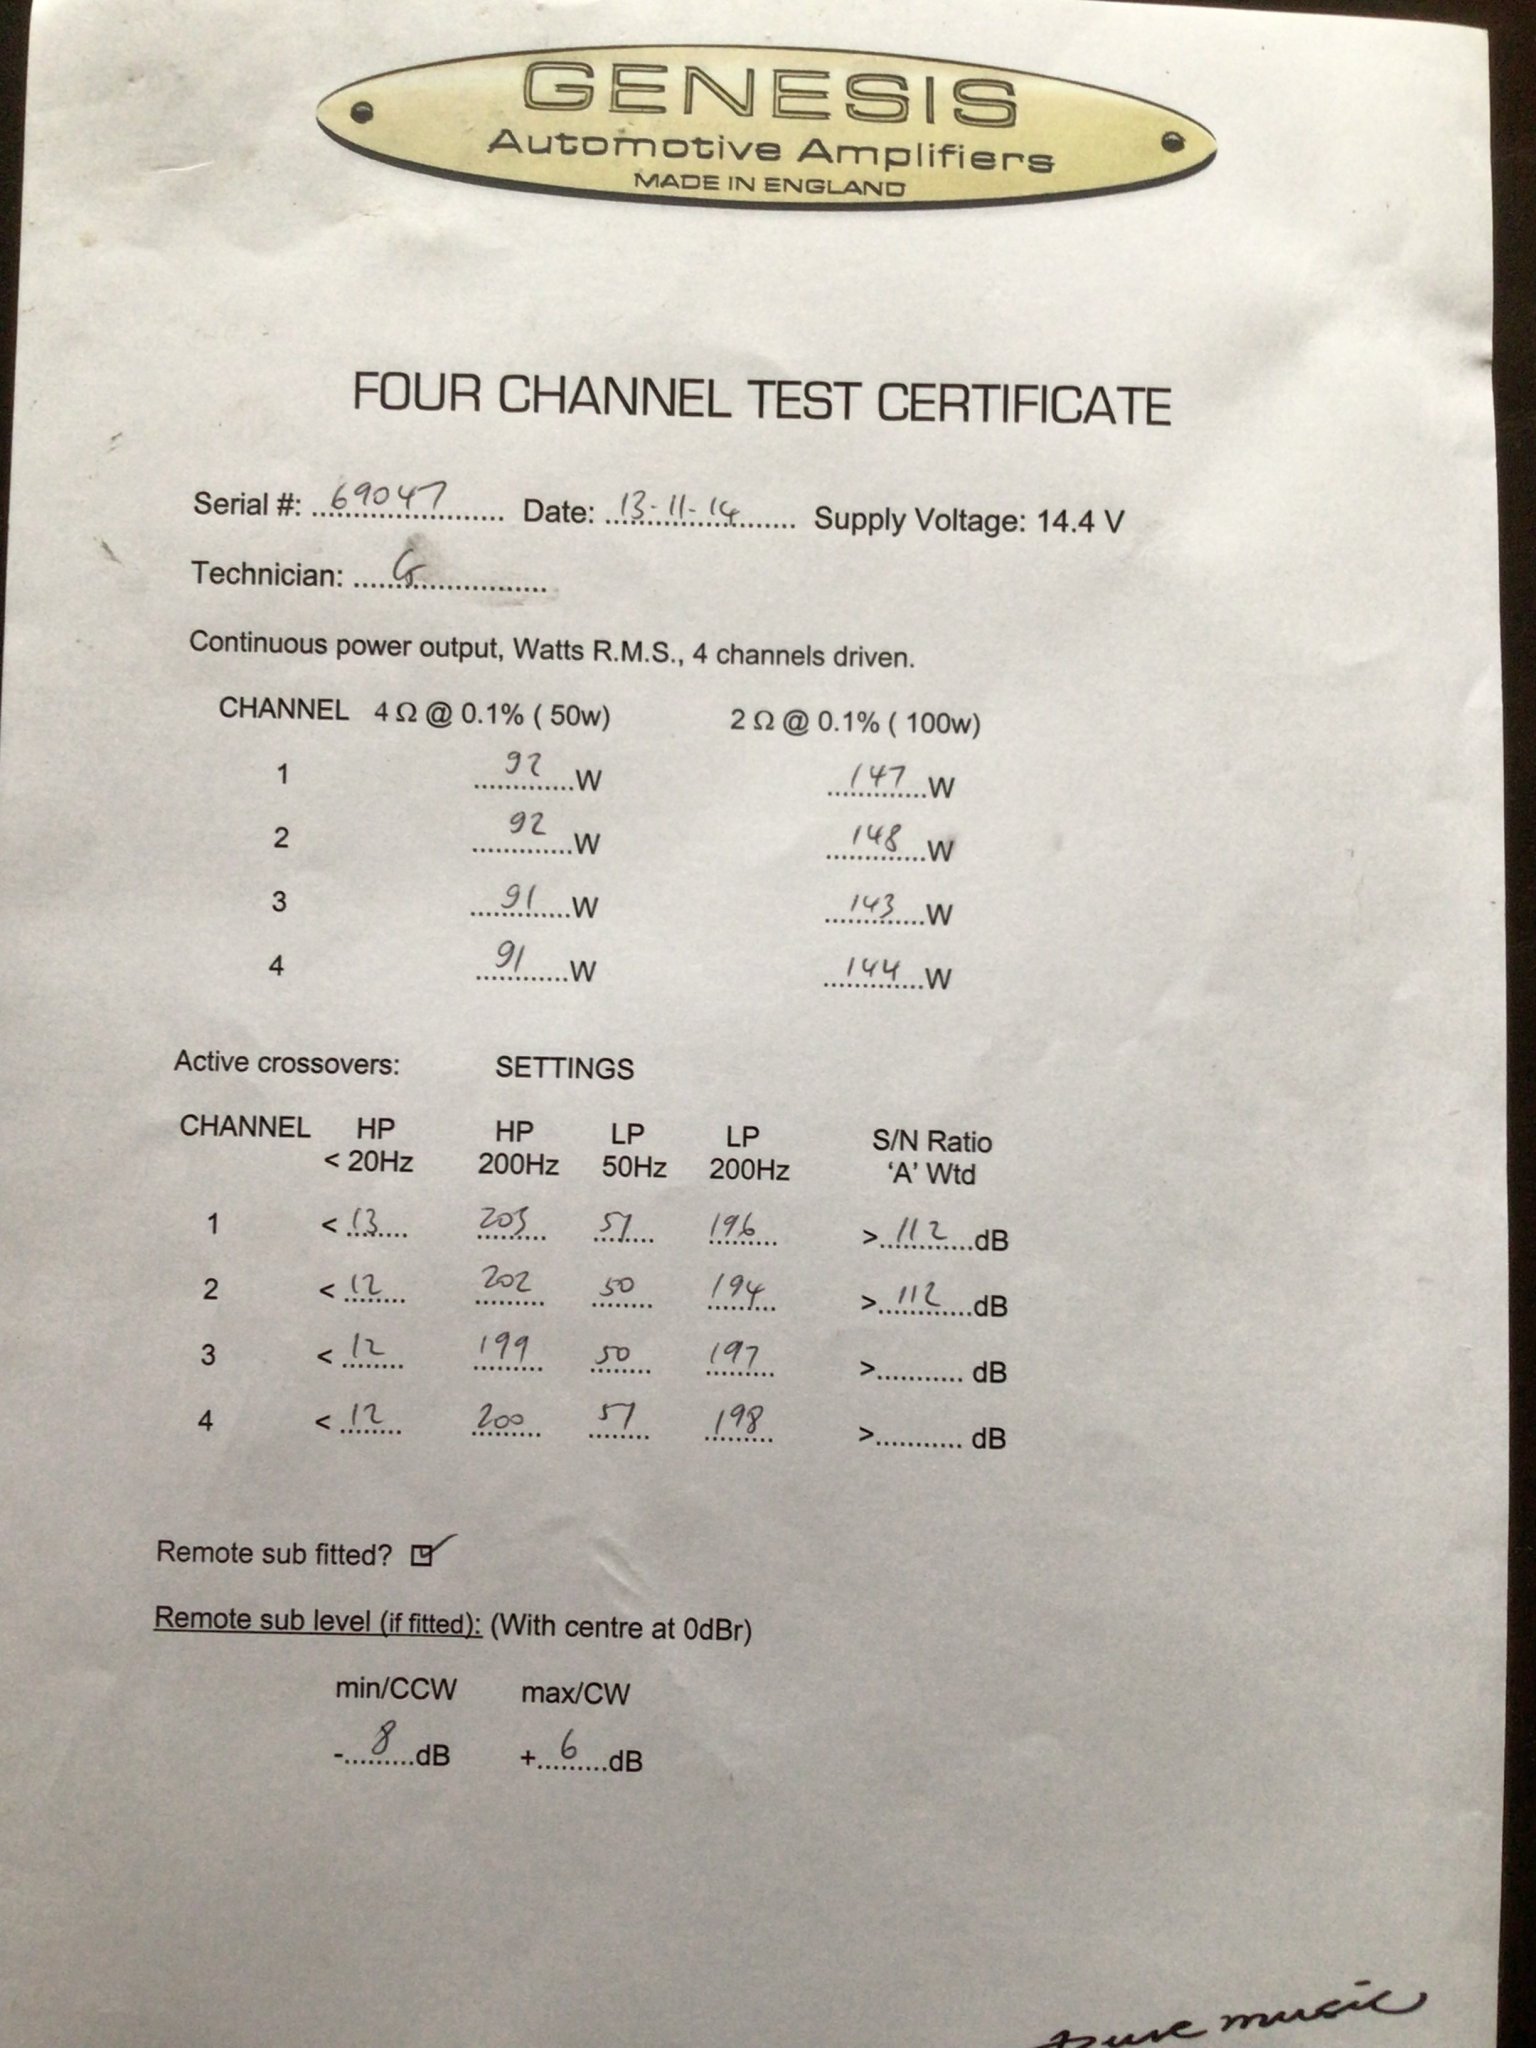 GENESIS
Automotive Amplifiers
MADE IN ENGLAND
FOUR CHANNEL TEST CERTIFICATE
Serial #: 69047 Date: 13-11-14 Supply Voltage: 14.4 V
Technician: G
Continuous power output, Watts R.M.S., 4 channels driven.
CHANNEL 4 Ω @ 0.1% ( 50w) 2 Ω @ 0.1% ( 100w)
1 92 W 147 W
2 92 W 148 W
3 91 W 143 W
4 91 W 144 W
Active crossovers: SETTINGS
CHANNEL HP HP LP LP S/N Ratio
< 20Hz 200Hz 50Hz 200Hz ‘A’ Wtd
1 < 13 203 51 196 > 112 dB
2 < 12 202 50 194 > 112 dB
3 < 12 199 50 197 > dB
4 < 12 200 51 198 > dB
Remote sub fitted? ☑
Remote sub level (if fitted): (With centre at 0dBr)
min/CCW max/CW
- 8 dB + 6 dB
pure music